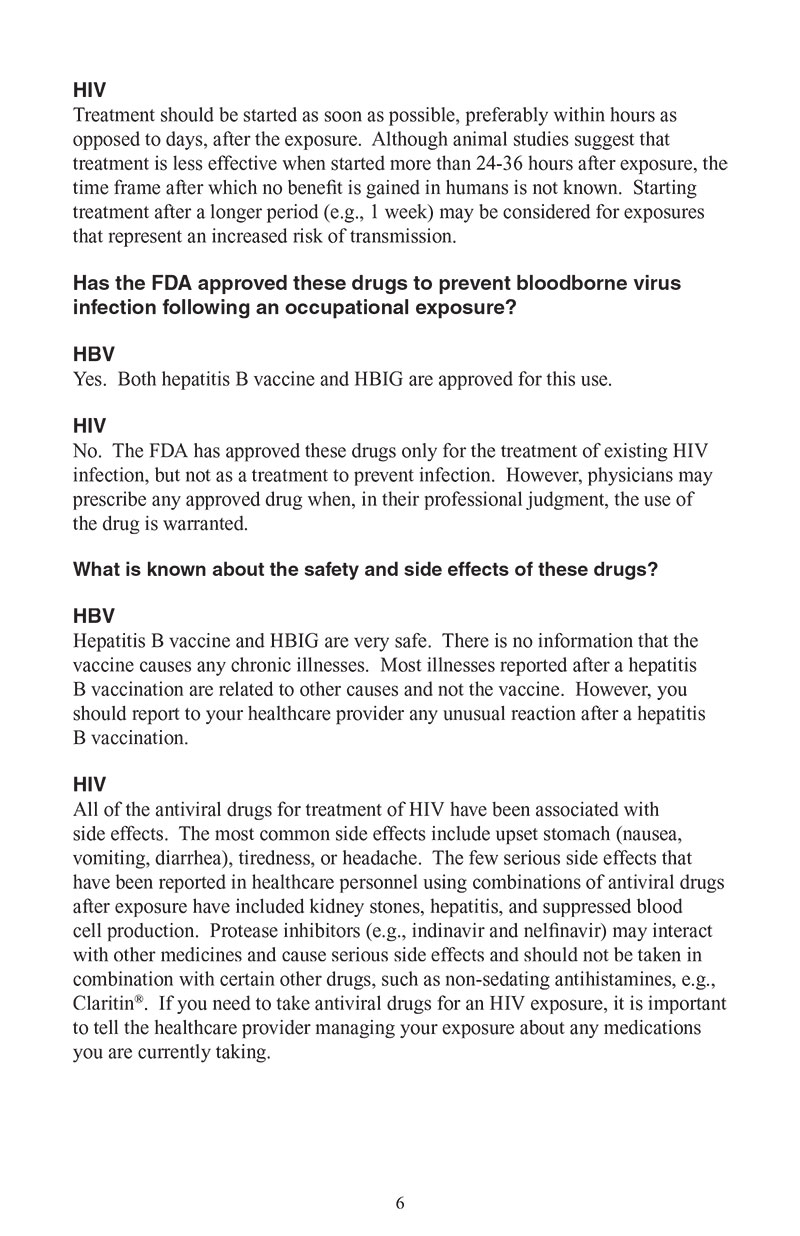 HIV
Treatment should be started as soon as possible, preferably within hours as
opposed to days, after the exposure.  Although animal studies suggest that
treatment is less effective when started more than 24-36 hours after exposure, the
time frame after which no benefit is gained in humans is not known.  Starting
treatment after a longer period (e.g., 1 week) may be considered for exposures
that represent an increased risk of transmission.
Has the FDA approved these drugs to prevent bloodborne virus
infection following an occupational exposure?
HBV
Yes.  Both hepatitis B vaccine and HBIG are approved for this use.
HIV
No.  The FDA has approved these drugs only for the treatment of existing HIV
infection, but not as a treatment to prevent infection.  However, physicians may
prescribe any approved drug when, in their professional judgment, the use of
the drug is warranted.
What is known about the safety and side effects of these drugs?
HBV
Hepatitis B vaccine and HBIG are very safe.  There is no information that the
vaccine causes any chronic illnesses.  Most illnesses reported after a hepatitis
B vaccination are related to other causes and not the vaccine.  However, you
should report to your healthcare provider any unusual reaction after a hepatitis
B vaccination.
HIV
All of the antiviral drugs for treatment of HIV have been associated with
side effects.  The most common side effects include upset stomach (nausea,
vomiting, diarrhea), tiredness, or headache.  The few serious side effects that
have been reported in healthcare personnel using combinations of antiviral drugs
after exposure have included kidney stones, hepatitis, and suppressed blood
cell production.  Protease inhibitors (e.g., indinavir and nelfinavir) may interact
with other medicines and cause serious side effects and should not be taken in
combination with certain other drugs, such as non-sedating antihistamines, e.g.,
Claritin®.  If you need to take antiviral drugs for an HIV exposure, it is important
to tell the healthcare provider managing your exposure about any medications
you are currently taking.
6